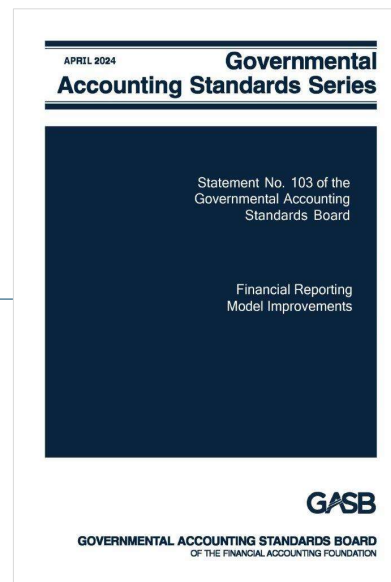 APRIL 2024
Governmental
Accounting Standards Series
Statement No. 103 of the
Governmental Accounting
Standards Board
Financial Reporting
Model Improvements
GASB
GOVERNMENTAL ACCOUNTING STANDARDS BOARD
OF THE FINANCIAL ACCOUNTING FOUNDATION